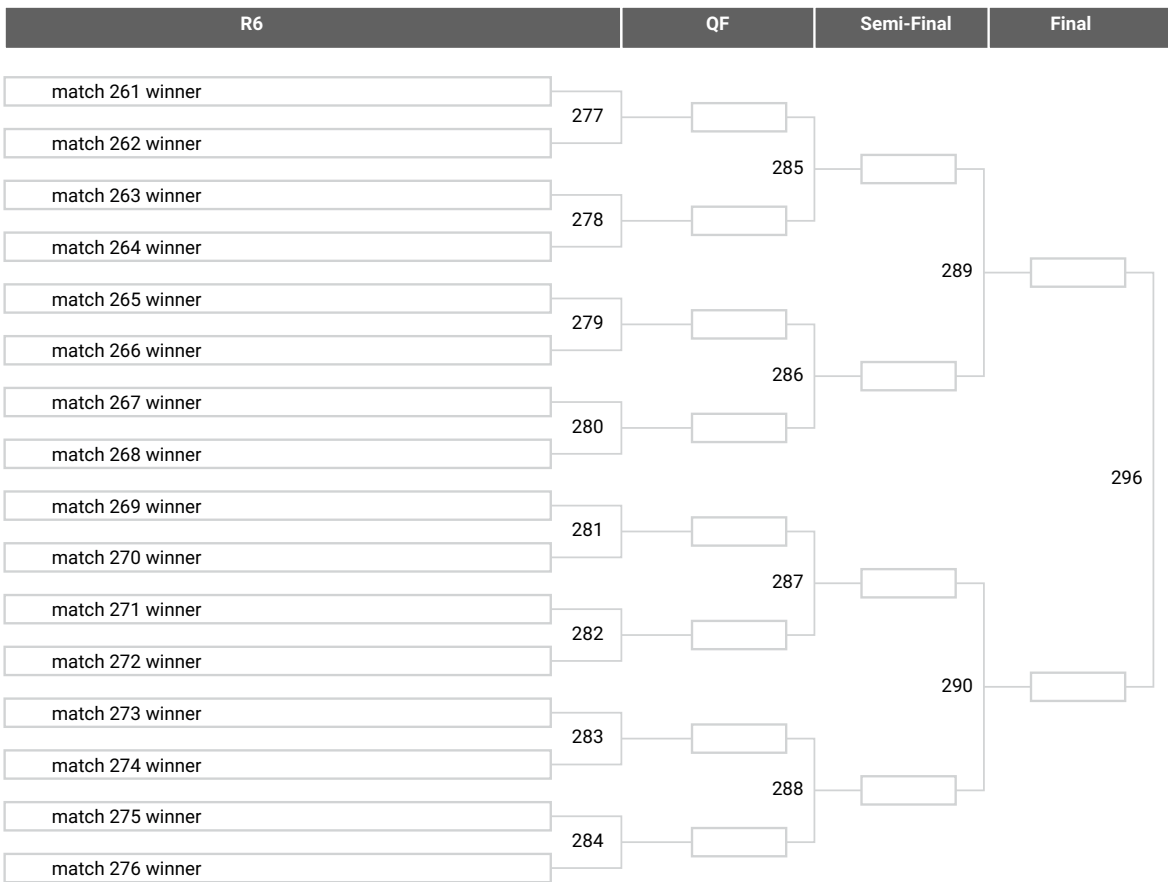 R6 QF Semi-Final Final
match 261 winner
277
match 262 winner
285
match 263 winner
278
match 264 winner
289
match 265 winner
279
match 266 winner
286
match 267 winner
280
match 268 winner
296
match 269 winner
281
match 270 winner
287
match 271 winner
282
match 272 winner
290
match 273 winner
283
match 274 winner
288
match 275 winner
284
match 276 winner